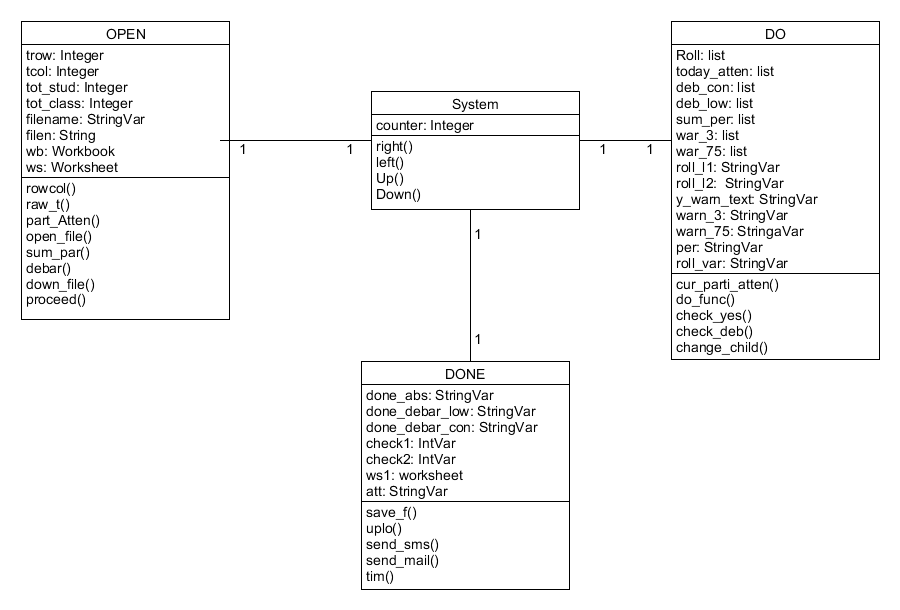 OPEN
trow: Integer
tcol: Integer
tot_stud: Integer
tot_class: Integer
filename: StringVar
filen: String
wb: Workbook
ws: Worksheet
rowcol()
raw_t()
part_Atten()
open_file()
sum_par()
debar()
down_file()
proceed()
1
1
System
counter: Integer
right()
left()
Up()
Down()
1
1
DO
Roll: list
today_atten: list
deb_con: list
deb_low: list
sum_per: list
war_3: list
war_75: list
roll_l1: StringVar
roll_l2:  StringVar
y_warn_text: StringVar
warn_3: StringVar
warn_75: StringaVar
per: StringVar
roll_var: StringVar
cur_parti_atten()
do_func()
check_yes()
check_deb()
change_child()
1
1
DONE
done_abs: StringVar
done_debar_low: StringVar
done_debar_con: StringVar
check1: IntVar
check2: IntVar
ws1: worksheet
att: StringVar
save_f()
uplo()
send_sms()
send_mail()
tim()